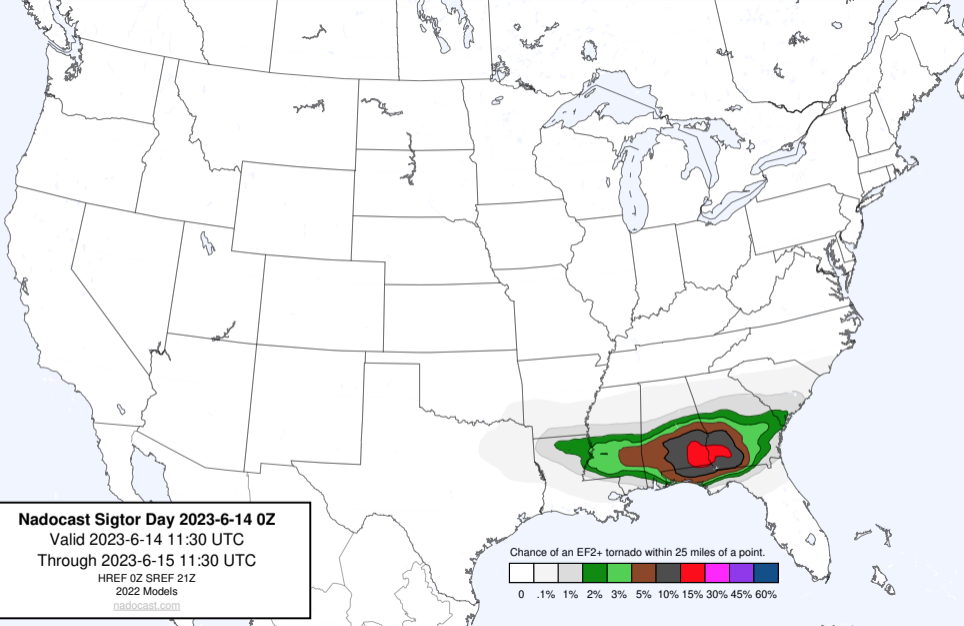 Nadocast Sigtor Day 2023-6-14 0Z
Valid 2023-6-14 11:30 UTC
Through 2023-6-15 11:30 UTC
HREF 0Z SREF 21Z
2022 Models
nadocast.com
Chance of an EF2+ tornado within 25 miles of a point.
0 .1% 1% 2% 3% 5% 10% 15% 30% 45% 60%